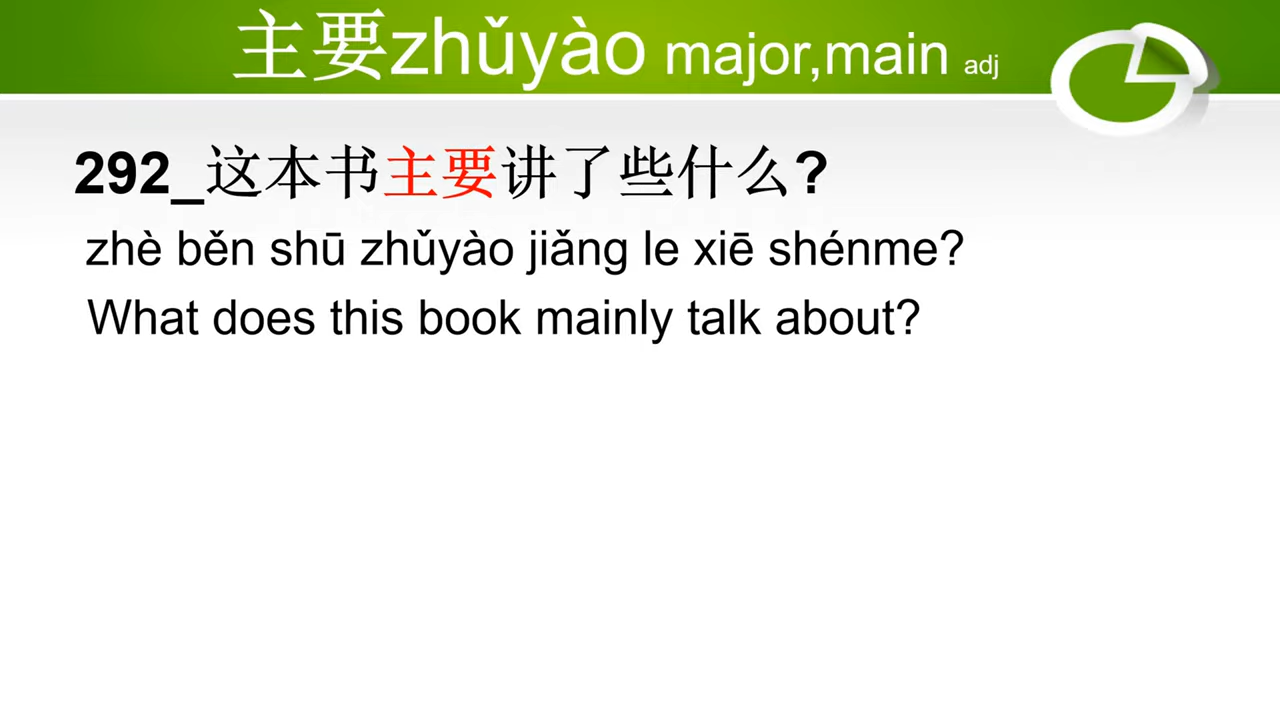 主要zhǔyào major,main adj
292_这本书主要讲了些什么?
zhè běn shū zhǔyào jiǎng le xiē shénme?
What does this book mainly talk about?